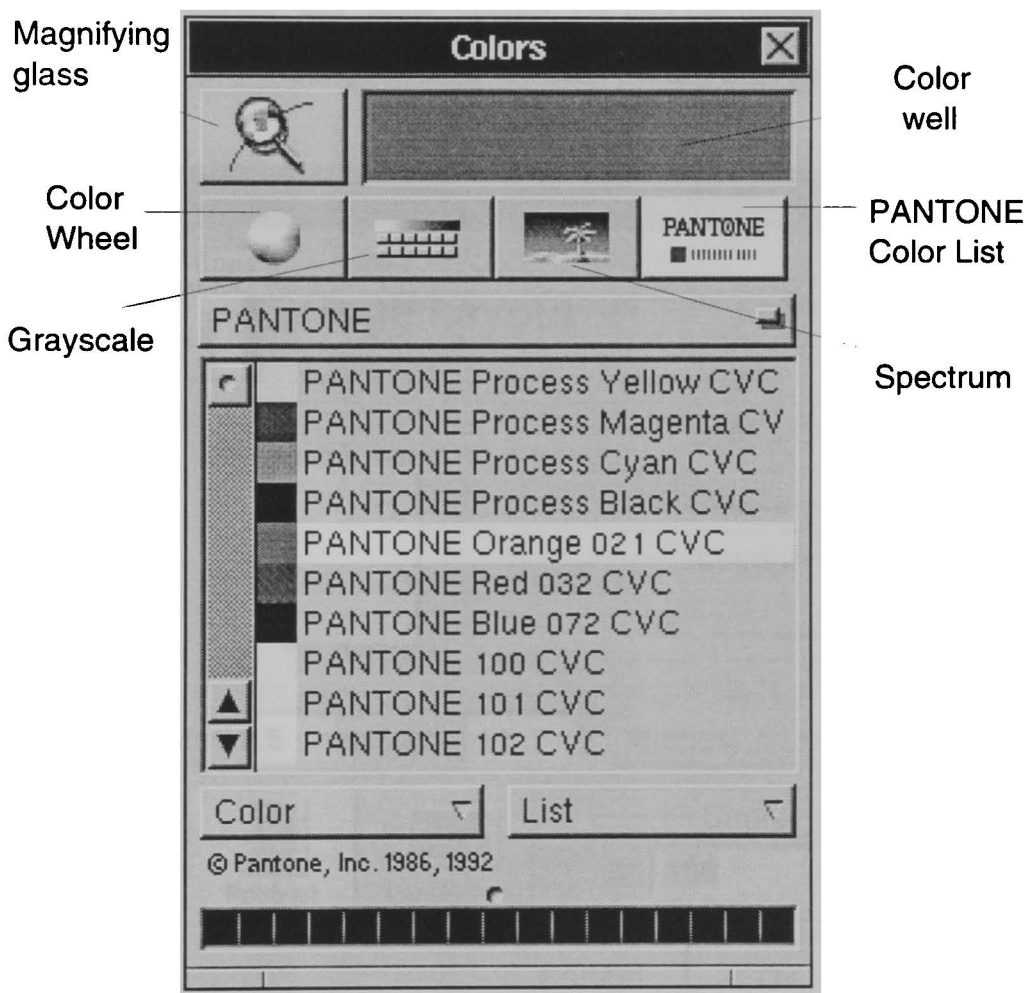 Magnifying
glass
Colors
Color
well
Color
Wheel
PANTONE
PANTONE
Color List
Grayscale
PANTONE
Spectrum
PANTONE Process Yellow CVC
PANTONE Process Magenta CV
PANTONE Process Cyan CVC
PANTONE Process Black CVC
PANTONE Orange 021 CVC
PANTONE Red 032 CVC
PANTONE Blue 072 CVC
PANTONE 100 CVC
PANTONE 101 CVC
PANTONE 102 CVC
Color
List
© Pantone, Inc. 1986, 1992